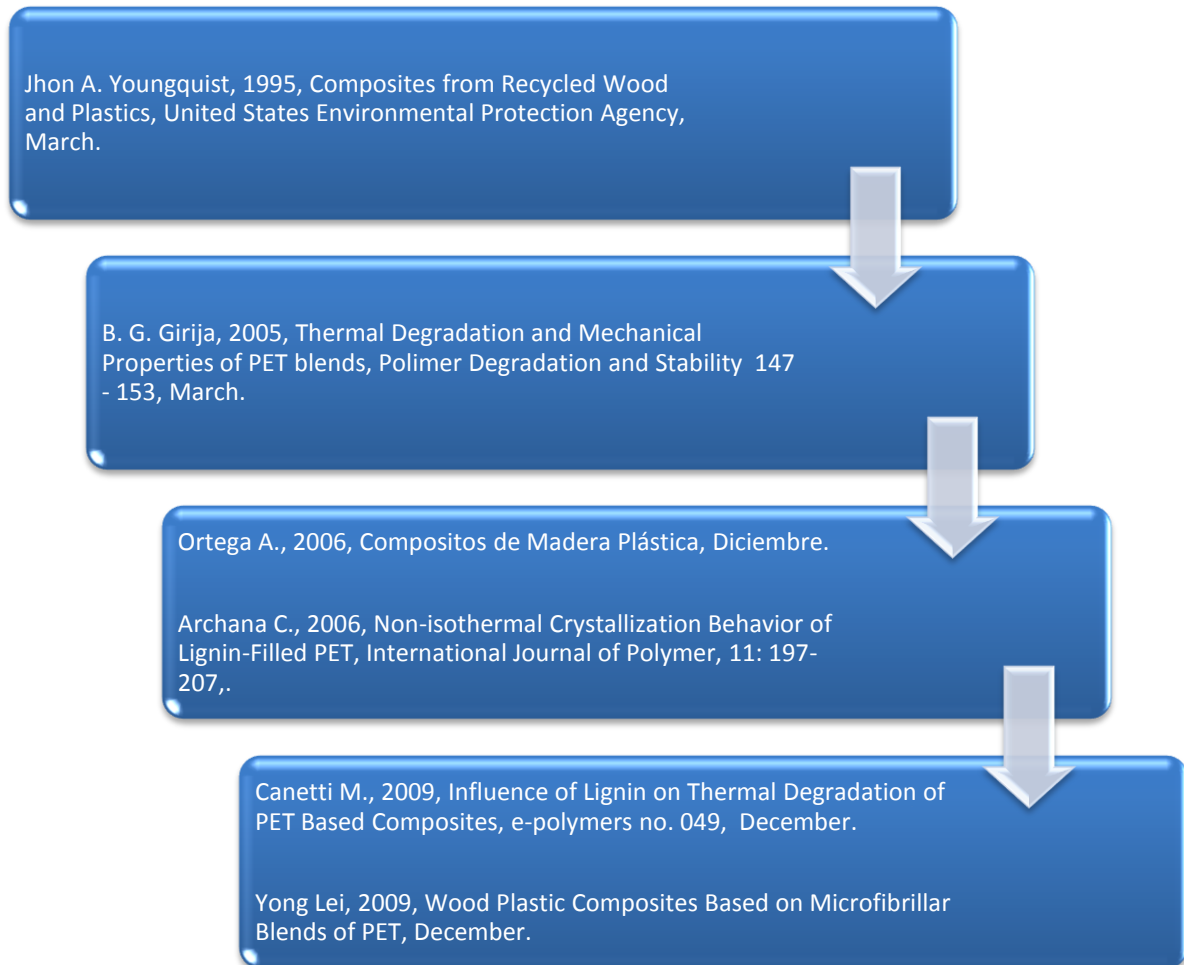 Jhon A. Youngquist, 1995, Composites from Recycled Wood
and Plastics, United States Environmental Protection Agency,
March.
B. G. Girija, 2005, Thermal Degradation and Mechanical
Properties of PET blends, Polimer Degradation and Stability  147
- 153, March.
Ortega A., 2006, Compositos de Madera Plástica, Diciembre.
Archana C., 2006, Non-isothermal Crystallization Behavior of
Lignin-Filled PET, International Journal of Polymer, 11: 197-
207,.
Canetti M., 2009, Influence of Lignin on Thermal Degradation of
PET Based Composites, e-polymers no. 049,  December.
Yong Lei, 2009, Wood Plastic Composites Based on Microfibrillar
Blends of PET, December.